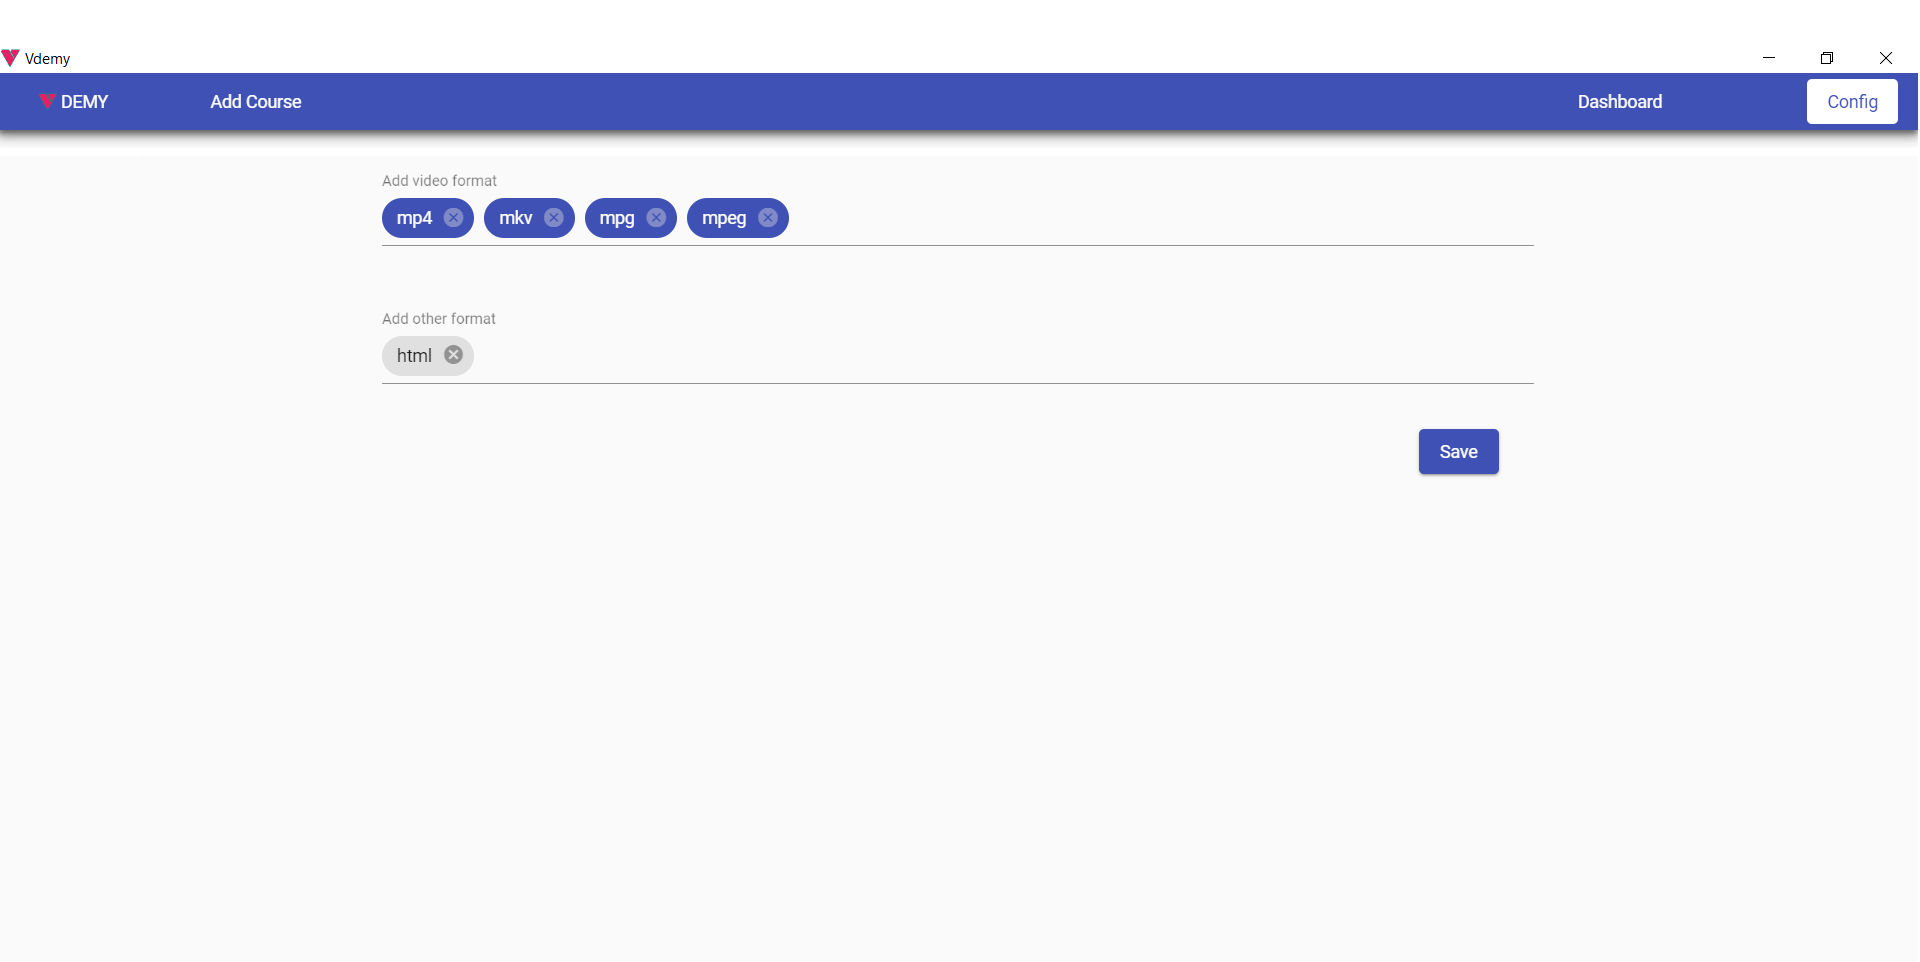 Vdemy
DEMY Add Course Dashboard Config
Add video format
mp4 mkv mpg mpeg
Add other format
html
Save